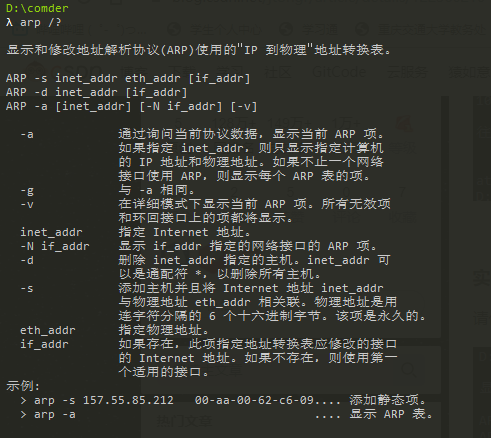 D:\comder
λ arp /?
显示和修改地址解析协议(ARP)使用的"IP 到物理"地址转换表。
ARP -s inet_addr eth_addr [if_addr]
ARP -d inet_addr [if_addr]
ARP -a [inet_addr] [-N if_addr] [-v]
-a 通过询问当前协议数据，显示当前 ARP 项。
如果指定 inet_addr，则只显示指定计算机
的 IP 地址和物理地址。如果不止一个网络
接口使用 ARP，则显示每个 ARP 表的项。
-g 与 -a 相同。
-v 在详细模式下显示当前 ARP 项。所有无效项
和环回接口上的项都将显示。
inet_addr 指定 Internet 地址。
-N if_addr 显示 if_addr 指定的网络接口的 ARP 项。
-d 删除 inet_addr 指定的主机。inet_addr 可
以是通配符 *，以删除所有主机。
-s 添加主机并且将 Internet 地址 inet_addr
与物理地址 eth_addr 相关联。物理地址是用
连字符分隔的 6 个十六进制字节。该项是永久的。
eth_addr 指定物理地址。
if_addr 如果存在，此项指定地址转换表应修改的接口
的 Internet 地址。如果不存在，则使用第一
个适用的接口。
示例:
> arp -s 157.55.85.212 00-aa-00-62-c6-09.... 添加静态项。
> arp -a .... 显示 ARP 表。